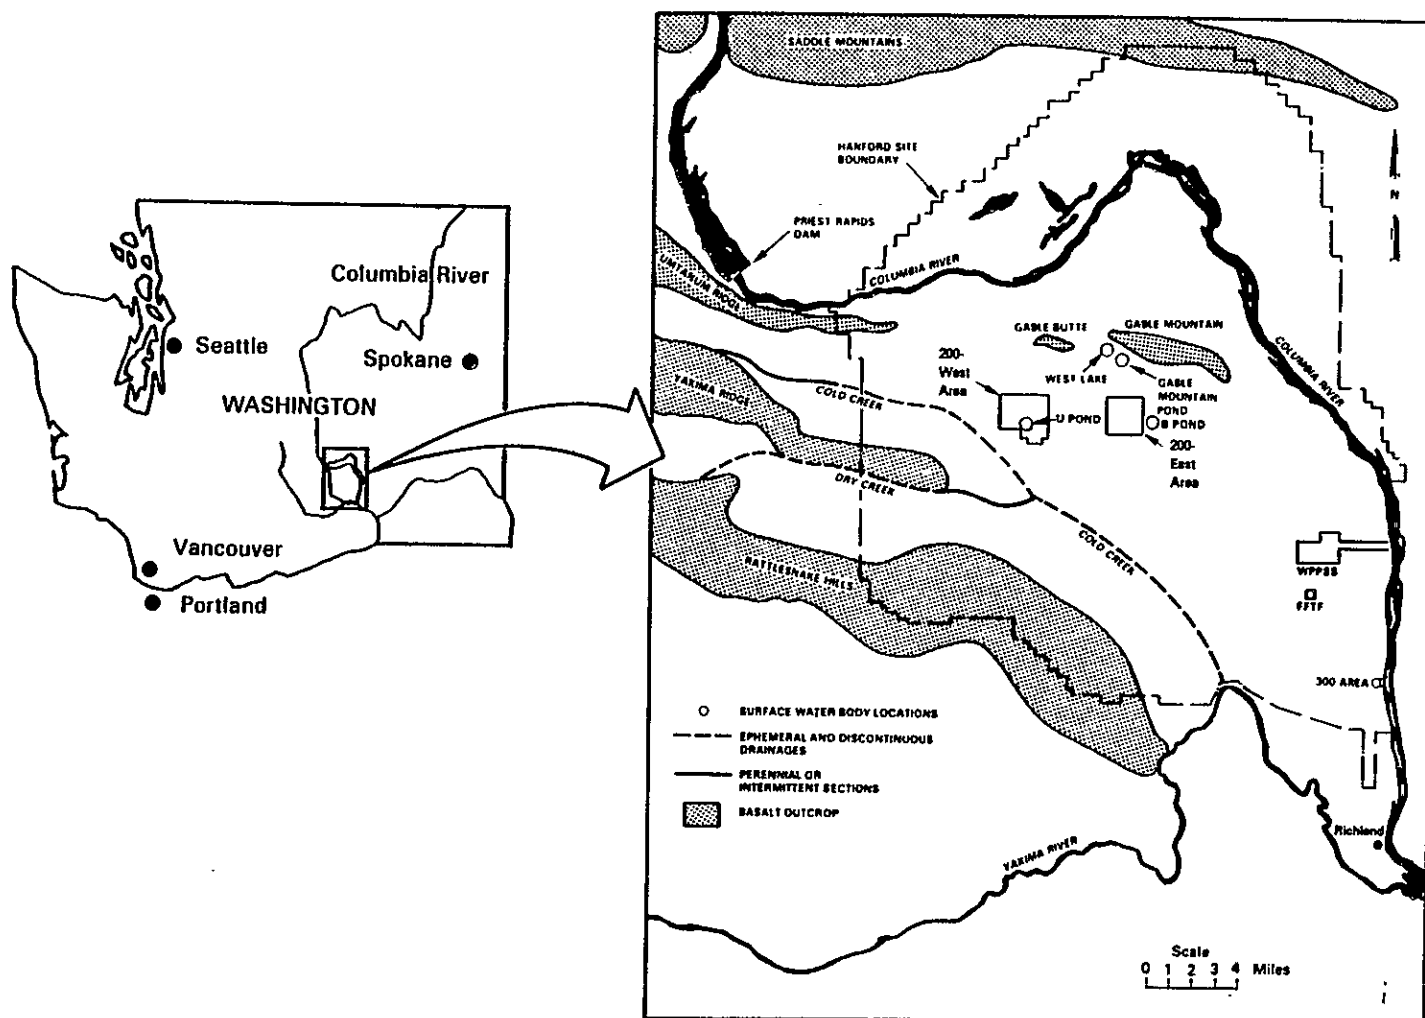 Columbia River
Seattle
Spokane
WASHINGTON
Vancouver
Portland
SADDLE MOUNTAINS
HANFORD SITE
BOUNDARY
N
PRIEST RAPIDS
DAM
COLUMBIA RIVER
UMTANUM RIDGE
GABLE BUTTE
GABLE MOUNTAIN
COLUMBIA RIVER
200-
West
Area
WEST LAKE
GABLE
MOUNTAIN
POND
YAKIMA RIDGE
COLD CREEK
U POND
B POND
200-
East
Area
DRY CREEK
COLD CREEK
RATTLESNAKE HILLS
WPPSS
FFTF
300 AREA
SURFACE WATER BODY LOCATIONS
EPHEMERAL AND DISCONTINUOUS
DRAINAGES
PERENNIAL OR
INTERMITTENT SECTIONS
BASALT OUTCROP
Richland
YAKIMA RIVER
Scale
0 1 2 3 4 Miles